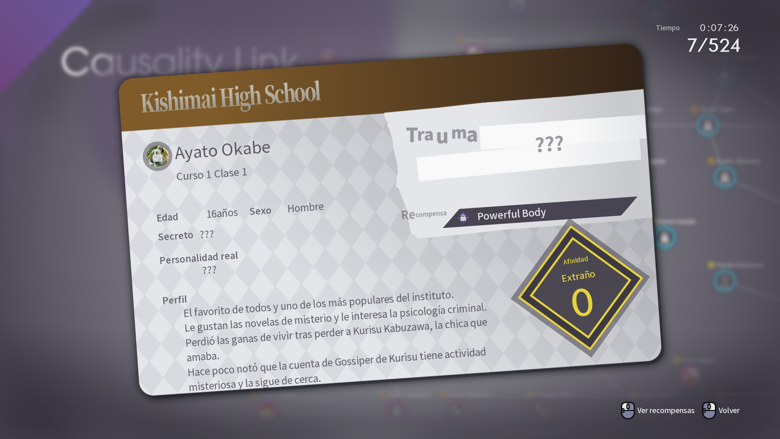 Causality Link
Tiempo 0:07:26
7/524
Kishimai High School
Ayato Okabe
Curso 1 Clase 1
Trauma
???
Edad 16años Sexo Hombre
Recompensa Powerful Body
Secreto ???
Personalidad real
???
Afinidad
Extraño
0
Perfil
El favorito de todos y uno de los más populares del instituto.
Le gustan las novelas de misterio y le interesa la psicología criminal.
Perdió las ganas de vivir tras perder a Kurisu Kabuzawa, la chica que
amaba.
Hace poco notó que la cuenta de Gossiper de Kurisu tiene actividad
misteriosa y la sigue de cerca.
Ver recompensas Volver